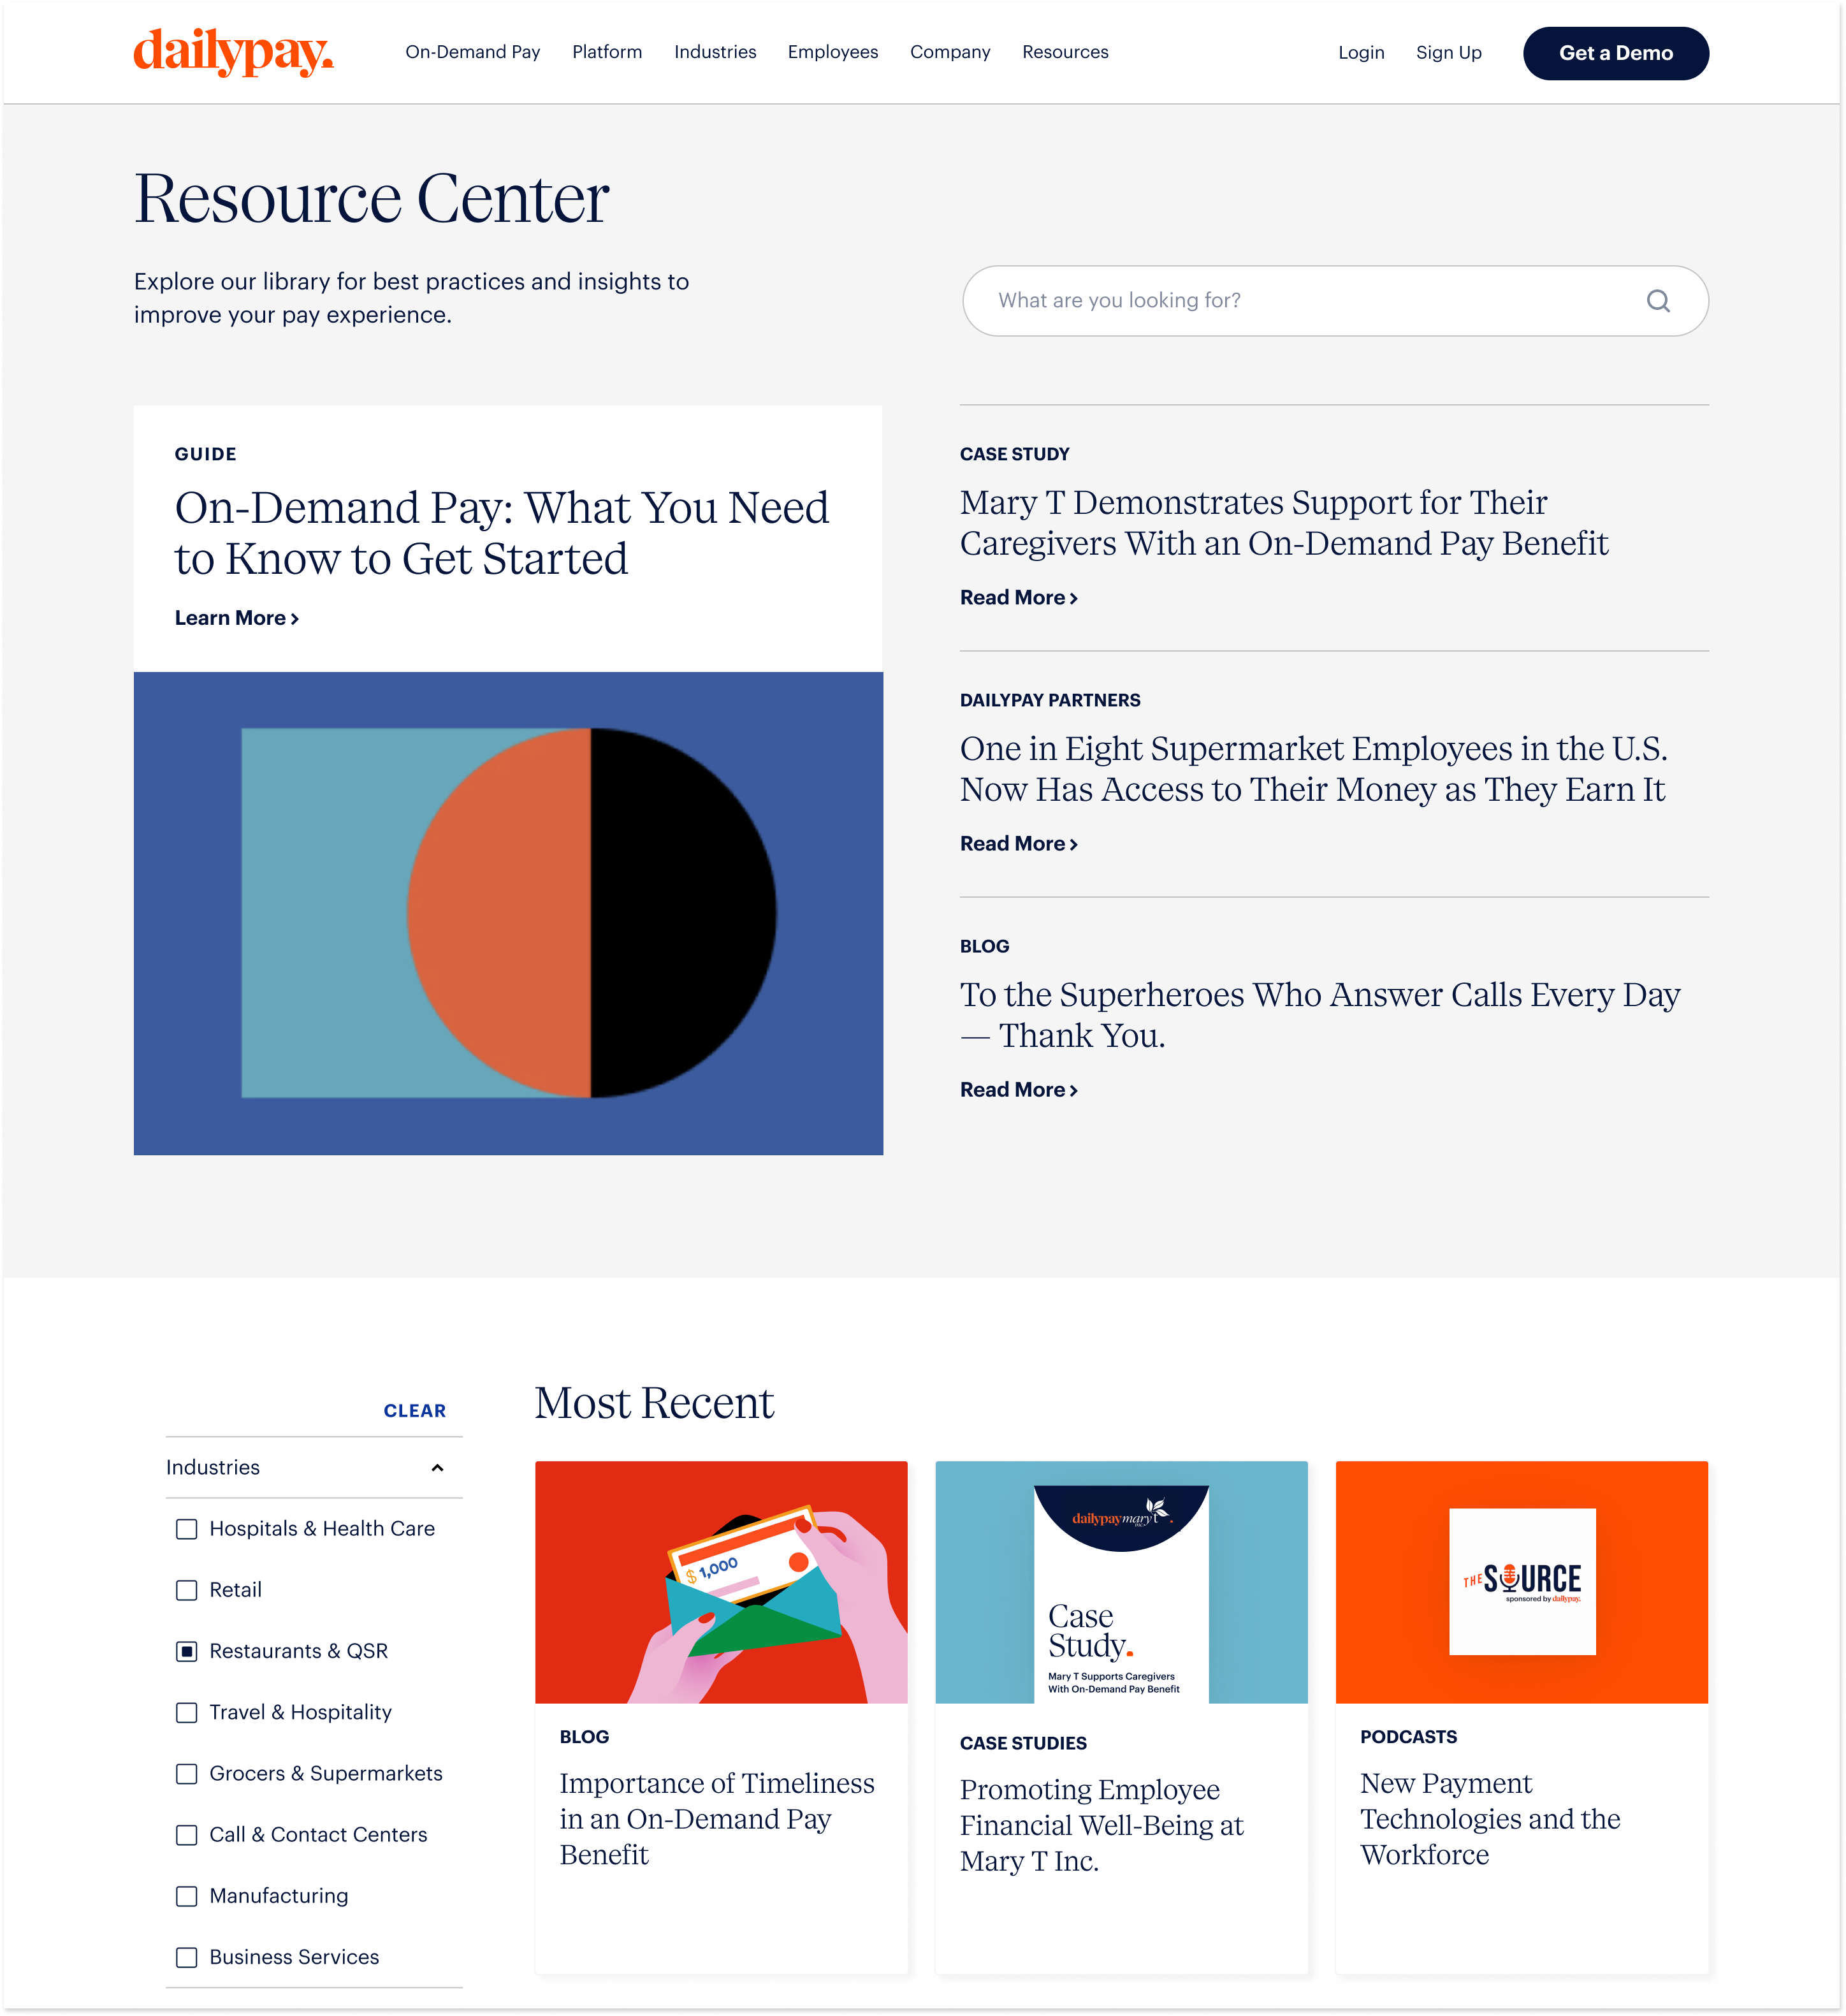 dailypay.
On-Demand Pay
Platform
Industries
Employees
Company
Resources
Login
Sign Up
Get a Demo
Resource Center
Explore our library for best practices and insights to
improve your pay experience.
What are you looking for?
GUIDE
On-Demand Pay: What You Need
to Know to Get Started
Learn More
CASE STUDY
Mary T Demonstrates Support for Their
Caregivers With an On-Demand Pay Benefit
Read More
DAILYPAY PARTNERS
One in Eight Supermarket Employees in the U.S.
Now Has Access to Their Money as They Earn It
Read More
BLOG
To the Superheroes Who Answer Calls Every Day
— Thank You.
Read More
CLEAR
Industries
Hospitals & Health Care
Retail
Restaurants & QSR
Travel & Hospitality
Grocers & Supermarkets
Call & Contact Centers
Manufacturing
Business Services
Most Recent
$ 1,000
BLOG
Importance of Timeliness
in an On-Demand Pay
Benefit
dailypay
mary t
Case
Study.
Mary T Supports Caregivers
With On-Demand Pay Benefit
CASE STUDIES
Promoting Employee
Financial Well-Being at
Mary T Inc.
THE SOURCE
sponsored by dailypay.
PODCASTS
New Payment
Technologies and the
Workforce